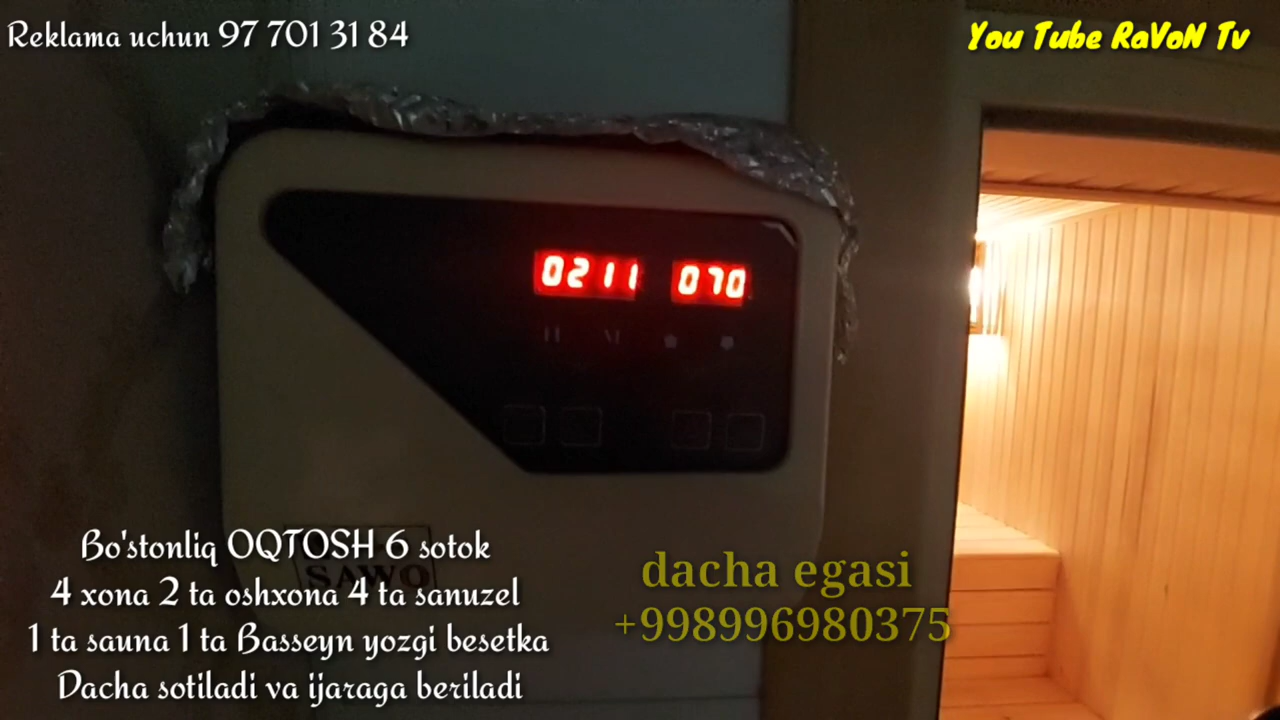 Reklama uchun 97 701 31 84
You Tube RaVoN Tv
0211 070
Bo'stonliq OQTOSH 6 sotok
SAWO
4 xona 2 ta oshxona 4 ta sanuzel
1 ta sauna 1 ta Basseyn yozgi besetka
Dacha sotiladi va ijaraga beriladi
dacha egasi
+998996980375